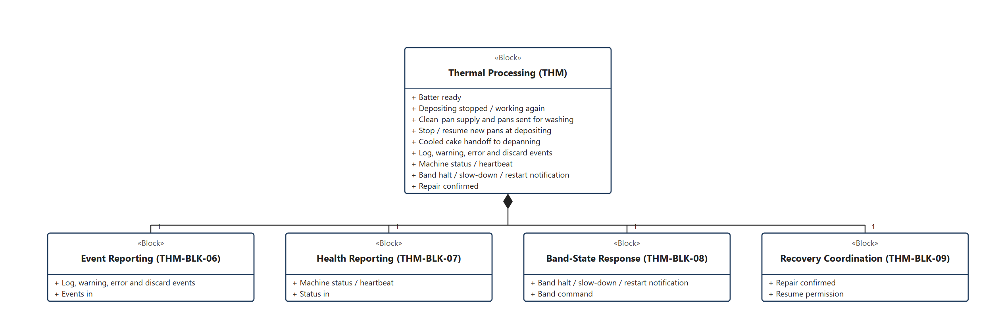 «Block»
Thermal Processing (THM)
+ Batter ready
+ Depositing stopped / working again
+ Clean-pan supply and pans sent for washing
+ Stop / resume new pans at depositing
+ Cooled cake handoff to depanning
+ Log, warning, error and discard events
+ Machine status / heartbeat
+ Band halt / slow-down / restart notification
+ Repair confirmed
1
1
1
1
«Block»
Event Reporting (THM-BLK-06)
+ Log, warning, error and discard events
+ Events in
«Block»
Health Reporting (THM-BLK-07)
+ Machine status / heartbeat
+ Status in
«Block»
Band-State Response (THM-BLK-08)
+ Band halt / slow-down / restart notification
+ Band command
«Block»
Recovery Coordination (THM-BLK-09)
+ Repair confirmed
+ Resume permission